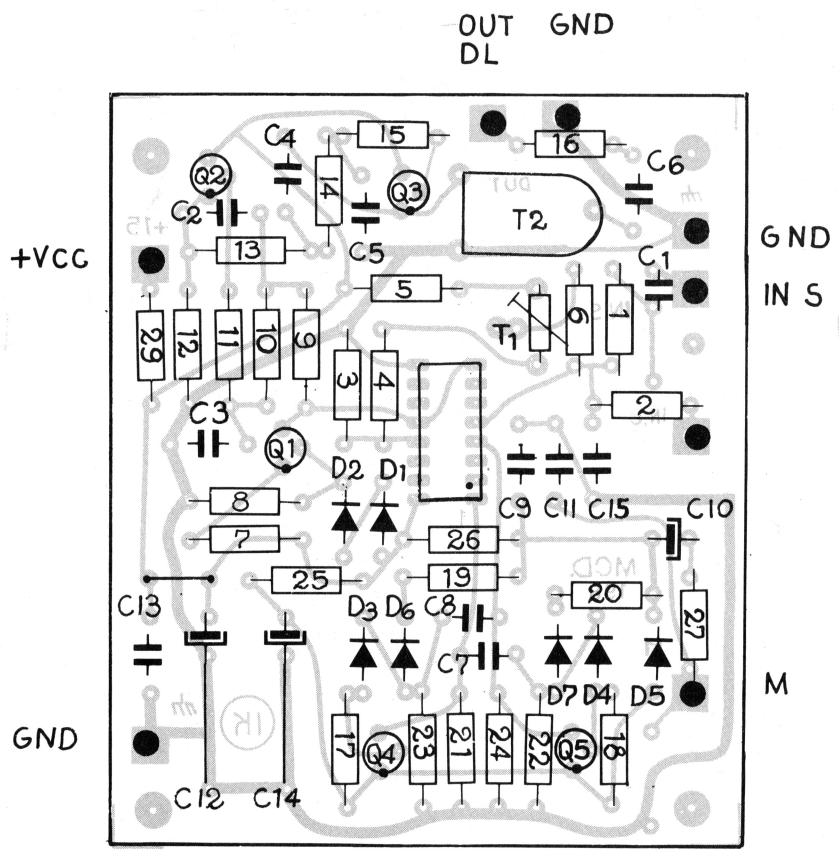 OUT GND
DL
C4
15
16
Q2
14
Q3
C6
C2
T2
OUT
+15
13
C5
GND
+VCC
C1
5
IN S
29
12
11
10
9
3
4
T1
6
1
2
C3
Q1
D2
D1
8
C9
C11
C15
C10
7
26
MCD.
25
19
20
C13
D3
D6
C8
27
C7
D7
D4
D5
M
1K
GND
17
Q4
23
21
24
22
Q5
18
C12
C14